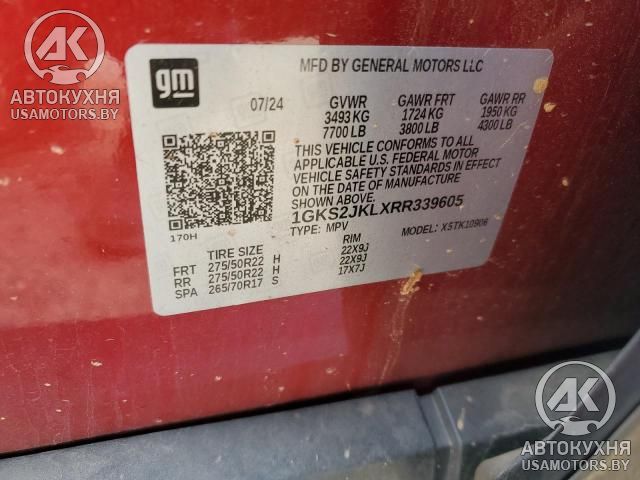 AK
АВТОКУХНЯ
USAMOTORS.BY
gm
MFD BY GENERAL MOTORS LLC
07/24
GVWR
3493 KG
7700 LB
GAWR FRT
1724 KG
3800 LB
GAWR RR
1950 KG
4300 LB
THIS VEHICLE CONFORMS TO ALL
APPLICABLE U.S. FEDERAL MOTOR
VEHICLE SAFETY STANDARDS IN EFFECT
ON THE DATE OF MANUFACTURE
SHOWN ABOVE.
1GKS2JKLXRR339605
TYPE: MPV
MODEL: X5TK10906
170H
TIRE SIZE
RIM
FRT 275/50R22 H 22X9J
RR 275/50R22 H 22X9J
SPA 265/70R17 S 17X7J
AK
АВТОКУХНЯ
USAMOTORS.BY